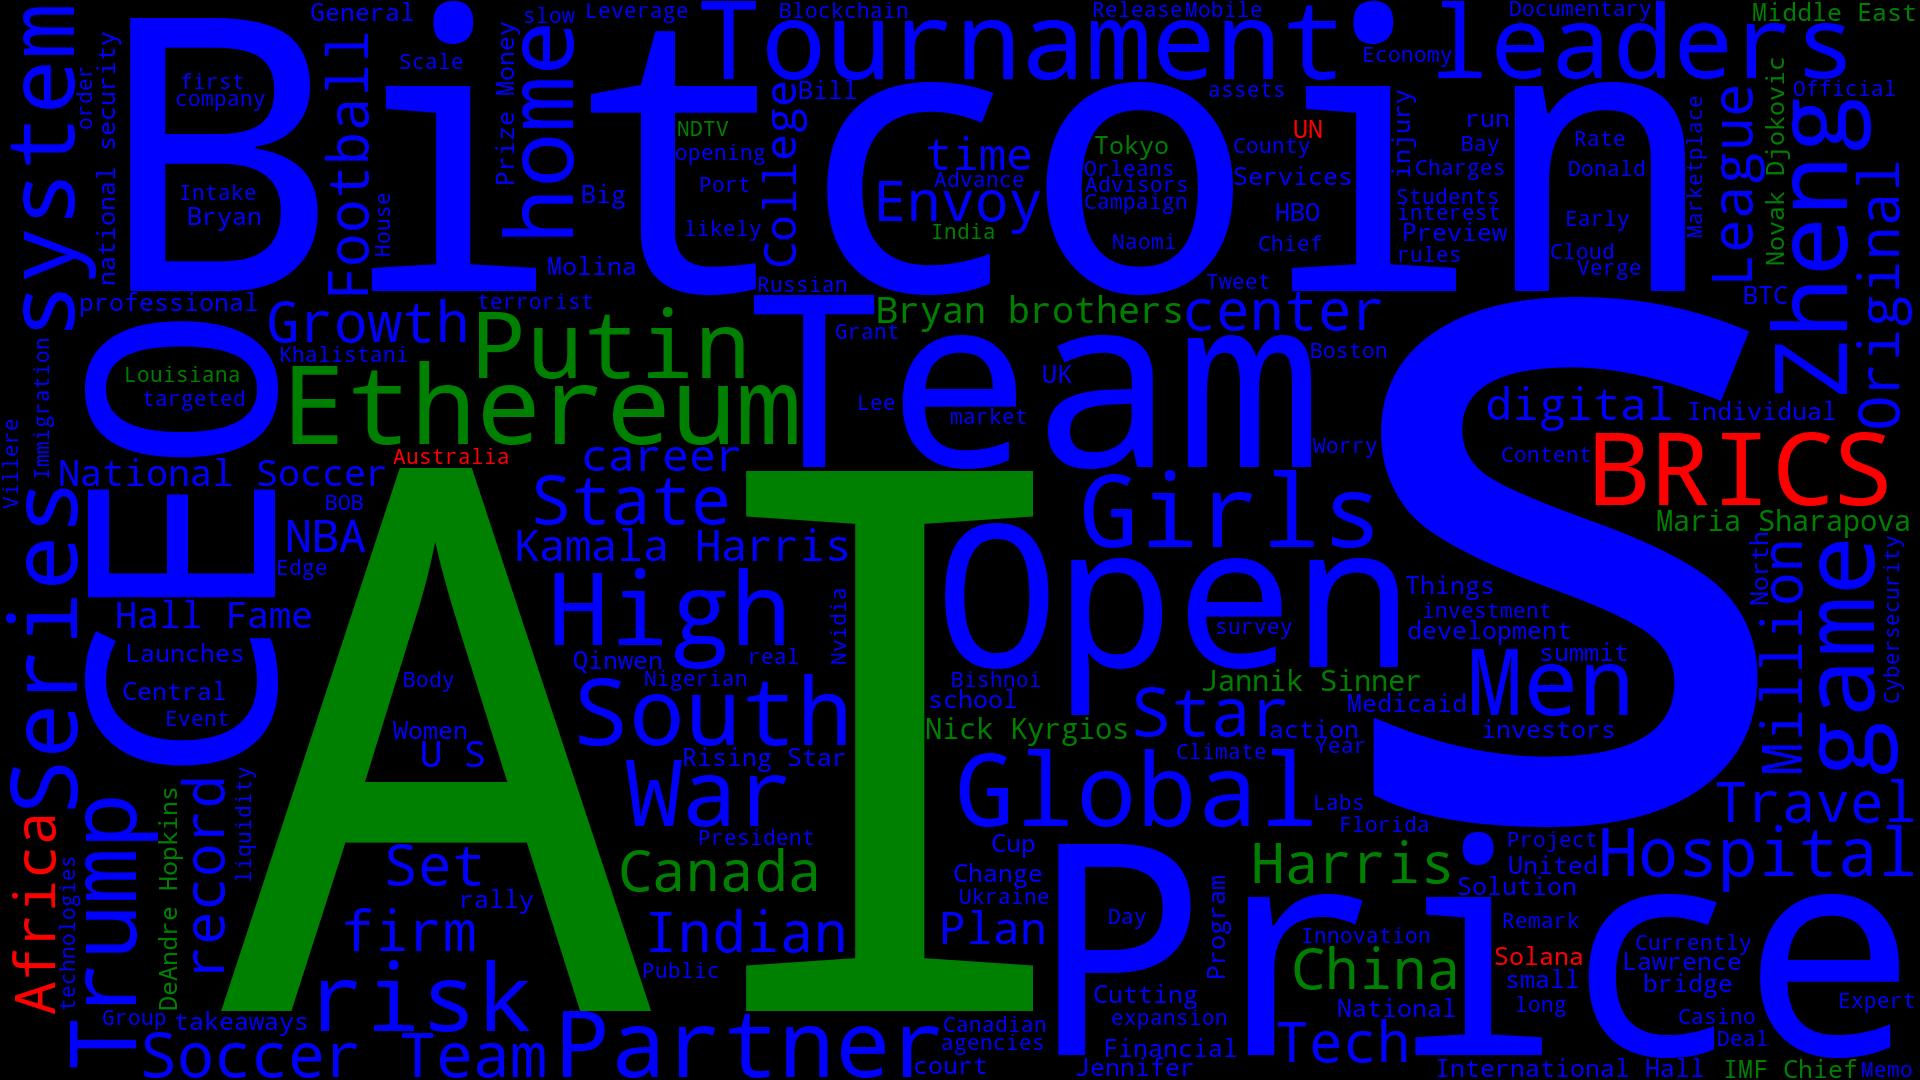 Bitcoin
Tournament
leaders
system
General
Football
Scale
home
slow
Leverage
Prize Money
Blockchain
Release
Mobile
Documentary
Middle East
Economy
Official
order
national security
first
company
Intake
Bryan
House
Bill
College
NDTV
opening
Port
Big
likely
Molina
time
Advance
Envoy
India
assets
UN
Tokyo
Orleans
Advisors
Campaign
Naomi
County
Services
HBO
Chief
injury
run
Bay
Charges
Students
interest
Preview
rules
Rate
Donald
Early
Cloud
Verge
Marketplace
League
Novak Djokovic
Zheng
Original
professional
Growth
terrorist
Khalistani
Putin
Ethereum
Russian
Team
Grant
Bryan brothers
center
Tweet
Boston
BTC
UK
Lee
market
Worry
S
digital
Individual
Content
BRICS
Maria Sharapova
CEO
Louisiana
targeted
Immigration
Villere
National Soccer
Australia
BOB
NBA
Edge
Hall Fame
Series
Launches
Central
Event
AI
career
State
Kamala Harris
High
Nvidia
Qinwen
real
Nigerian
South
Rising Star
War
President
Canada
Body
Women
U S
Girls
Open
survey
Things
investment
development
summit
Men
Medicaid
investors
Jannik Sinner
Bishnoi
school
Nick Kyrgios
Star
action
Climate
Year
Global
Labs
Florida
North
Million
game
Cybersecurity
Travel
Hospital
Africa
Trump
technologies
DeAndre Hopkins
record
liquidity
Set
rally
firm
risk
Indian
Public
Cup
Change
Ukraine
Plan
Price
Day
Program
Harris
Project
United
Solution
Innovation
China
National
Remark
Solana
small
long
Currently
Lawrence
bridge
Expert
Casino
Deal
Group
takeaways
Soccer Team
Partner
Canadian
agencies
court
Cutting
expansion
Financial
Jennifer
Tech
International Hall
IMF Chief
Memo